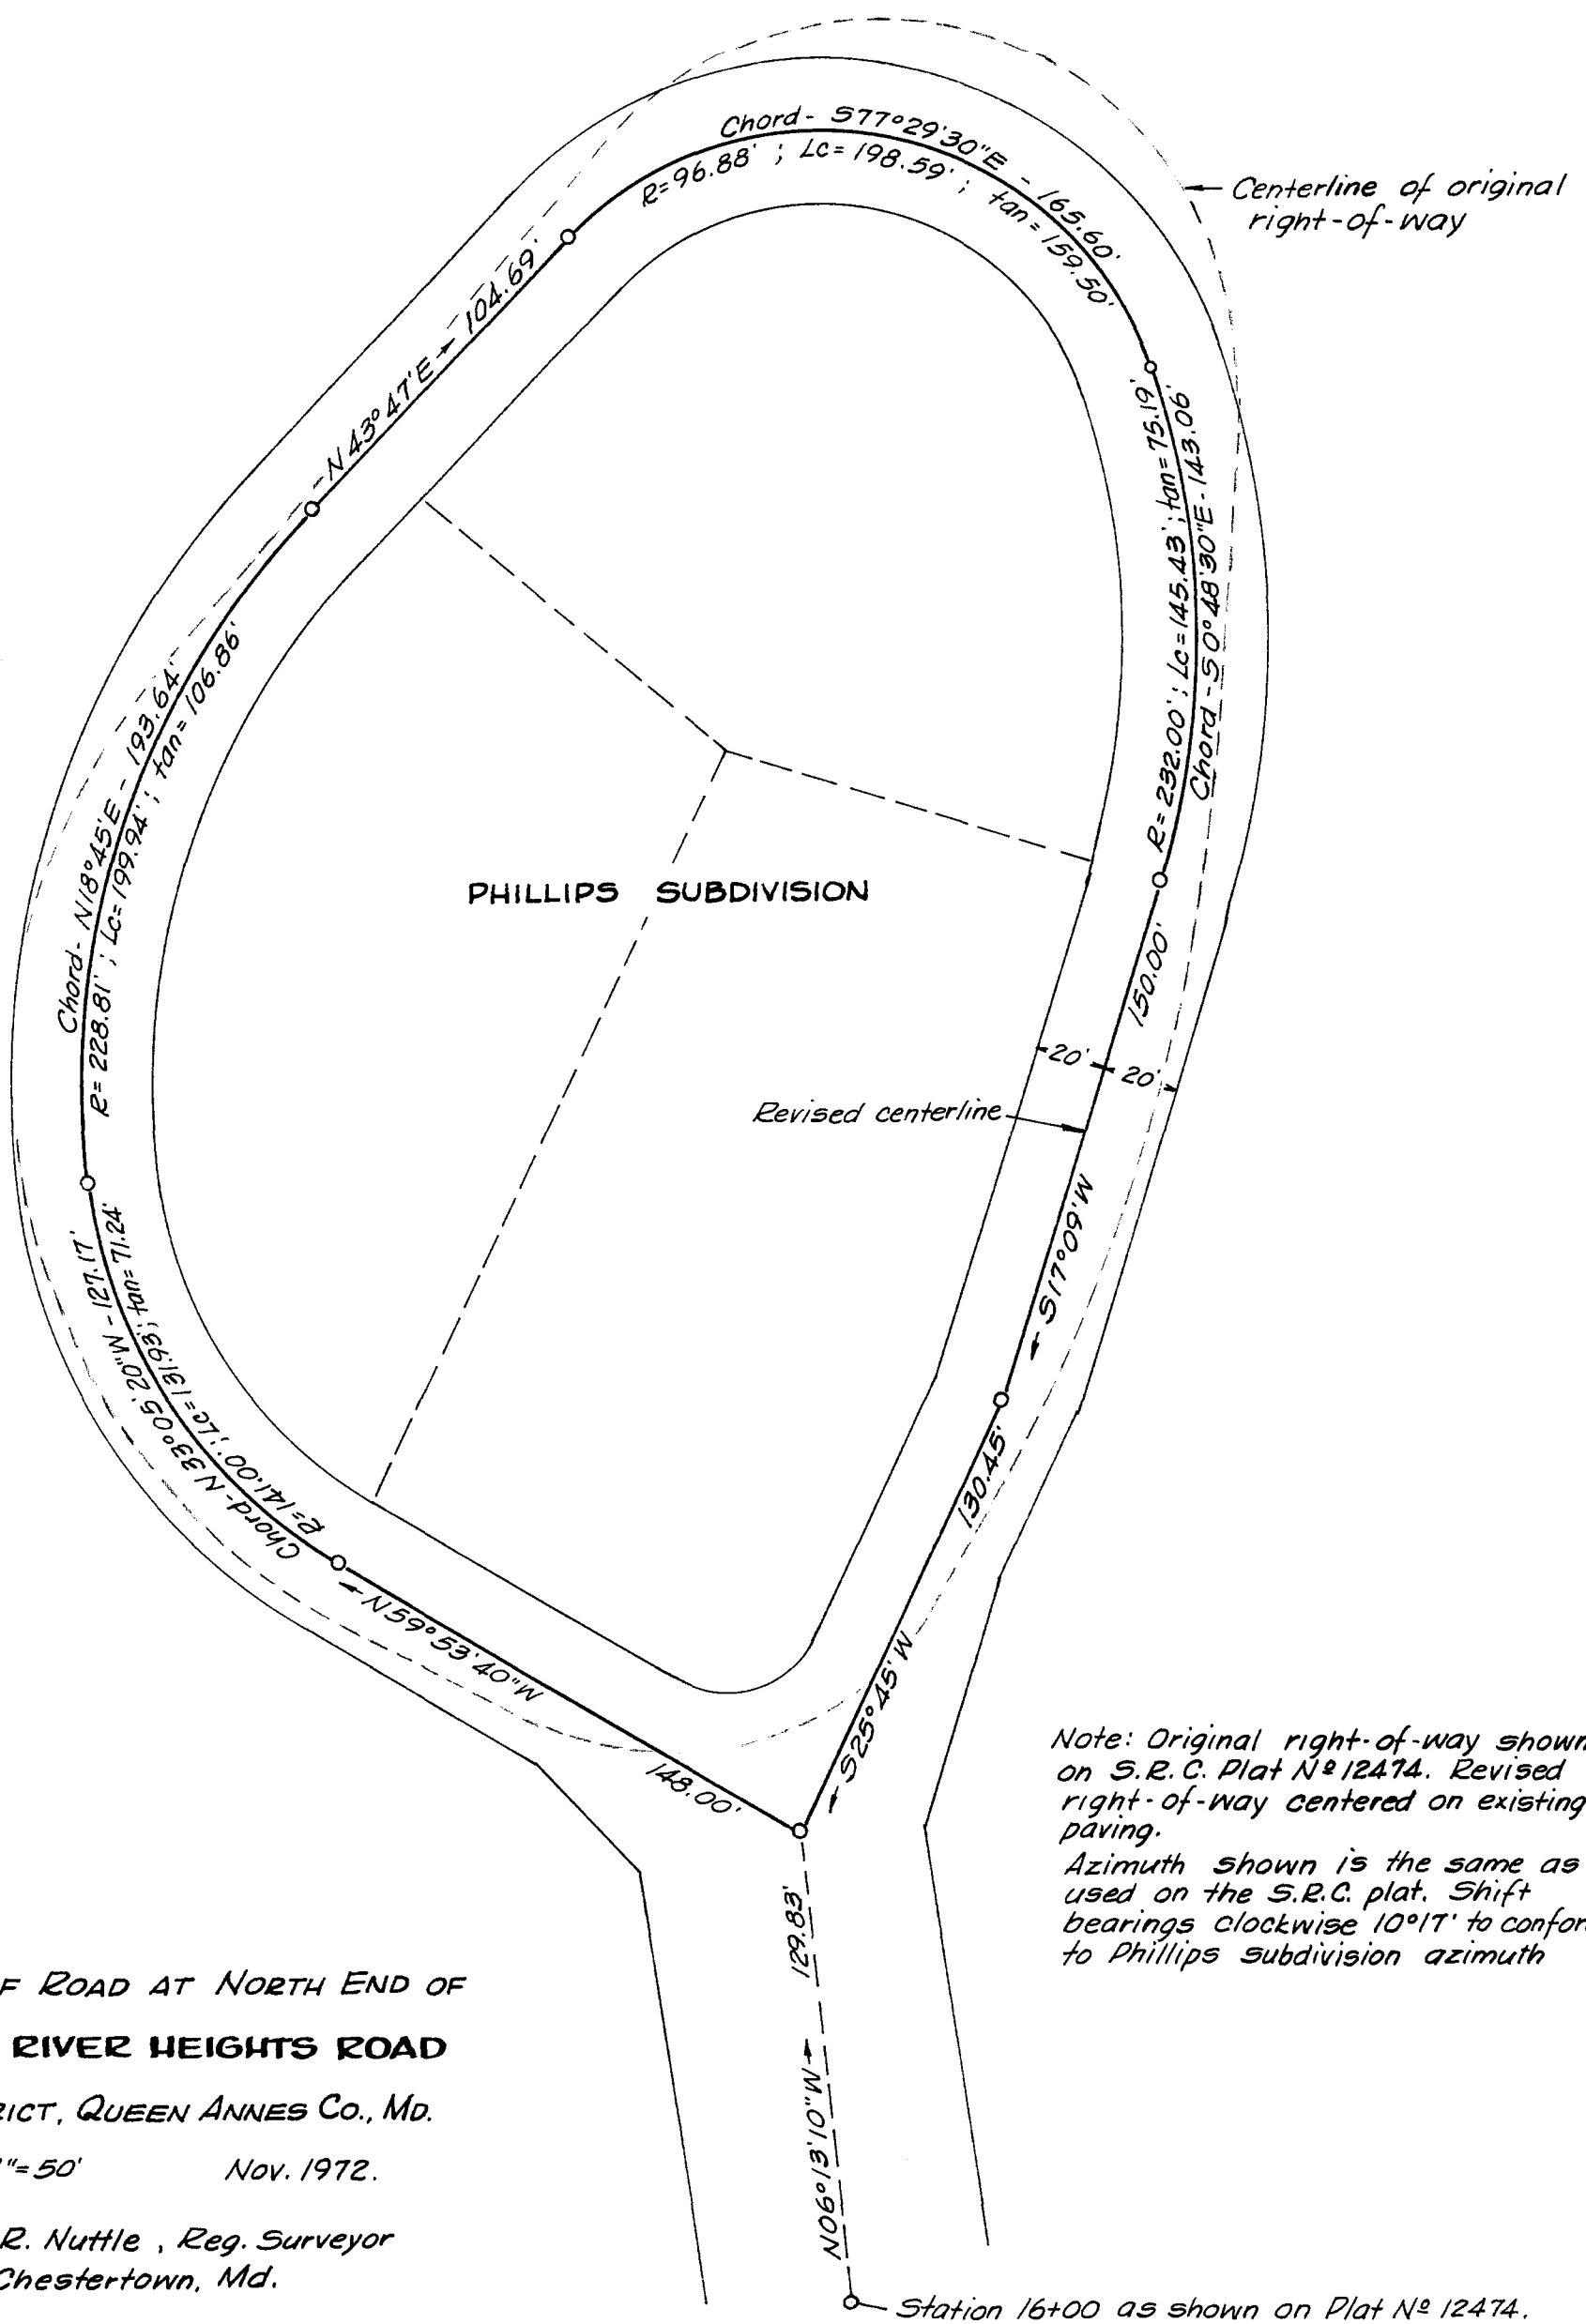 Chord- S77°29'30"E - 165.60'
R=96.88' ; Lc=198.59' ; tan=159.50'
Centerline of original
right-of-way
N43°47'E 104.69'
R=232.00' ; Lc=145.43' ; tan=75.19'
Chord-S0°48'30"E-143.06'
Chord- N18°45'E - 193.64'
R=228.81' ; Lc=199.94' ; tan=106.86'
PHILLIPS SUBDIVISION
150.00'
20' 20'
Revised centerline
S17°09'W
Chord-N33°05'20"W-127.17'
R=141.00'; Lc=131.93'; tan=71.24'
130.45'
N59°53'40"W
148.00'
S25°45'W
Note: Original right-of-way shown
on S.R.C. Plat Nº 12474. Revised
right-of-way centered on existing
paving.
Azimuth shown is the same as
used on the S.R.C. plat. Shift
bearings clockwise 10°17' to confor
to Phillips subdivision azimuth
129.83'
N06°13'10"W
F ROAD AT NORTH END OF
RIVER HEIGHTS ROAD
RICT, QUEEN ANNES CO., MD.
"=50' Nov. 1972.
R. Nuttle, Reg. Surveyor
Chestertown, Md.
Station 16+00 as shown on Plat Nº 12474.